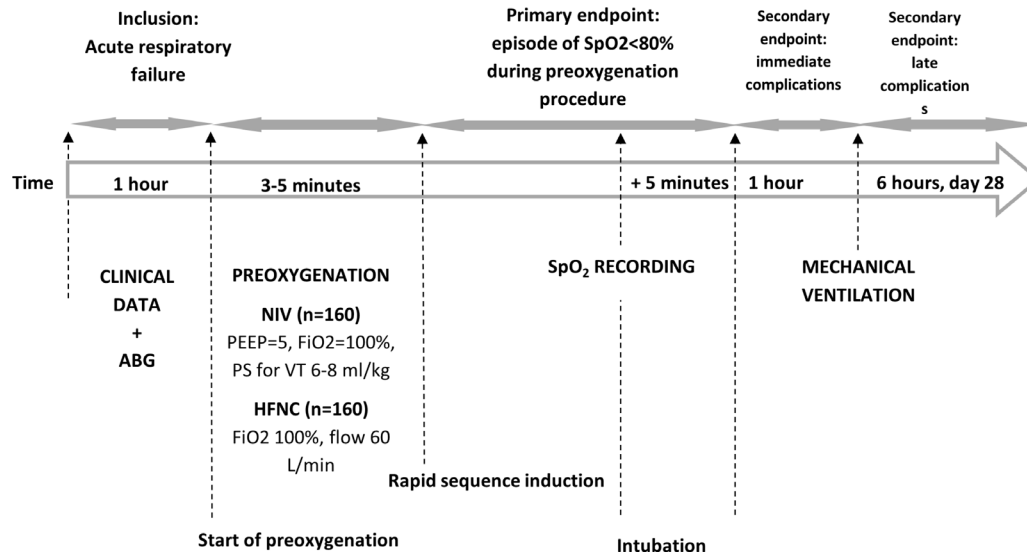 Inclusion:
Acute respiratory
failure
Primary endpoint:
episode of SpO2<80%
during preoxygenation
procedure
Secondary
endpoint:
immediate
complications
Secondary
endpoint:
late
complication
s
Time
1 hour
3-5 minutes
+ 5 minutes
1 hour
6 hours, day 28
CLINICAL
DATA
+
ABG
PREOXYGENATION
NIV (n=160)
PEEP=5, FiO2=100%,
PS for VT 6-8 ml/kg
HFNC (n=160)
FiO2 100%, flow 60
L/min
SpO₂ RECORDING
MECHANICAL
VENTILATION
Rapid sequence induction
Start of preoxygenation
Intubation